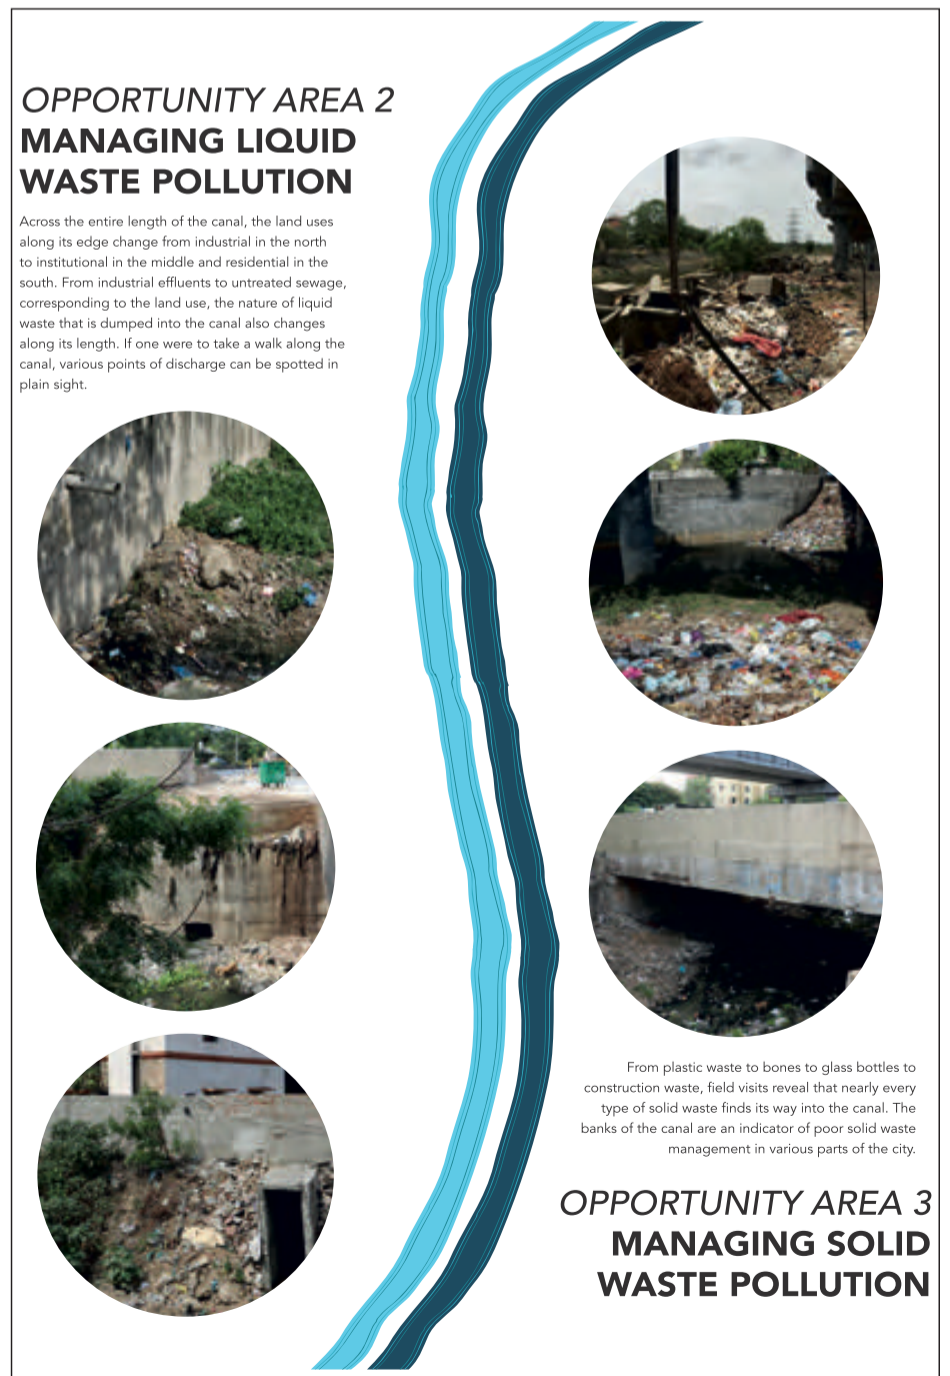 OPPORTUNITY AREA 2
MANAGING LIQUID
WASTE POLLUTION
Across the entire length of the canal, the land uses
along its edge change from industrial in the north
to institutional in the middle and residential in the
south. From industrial effluents to untreated sewage,
corresponding to the land use, the nature of liquid
waste that is dumped into the canal also changes
along its length. If one were to take a walk along the
canal, various points of discharge can be spotted in
plain sight.
From plastic waste to bones to glass bottles to
construction waste, field visits reveal that nearly every
type of solid waste finds its way into the canal. The
banks of the canal are an indicator of poor solid waste
management in various parts of the city.
OPPORTUNITY AREA 3
MANAGING SOLID
WASTE POLLUTION